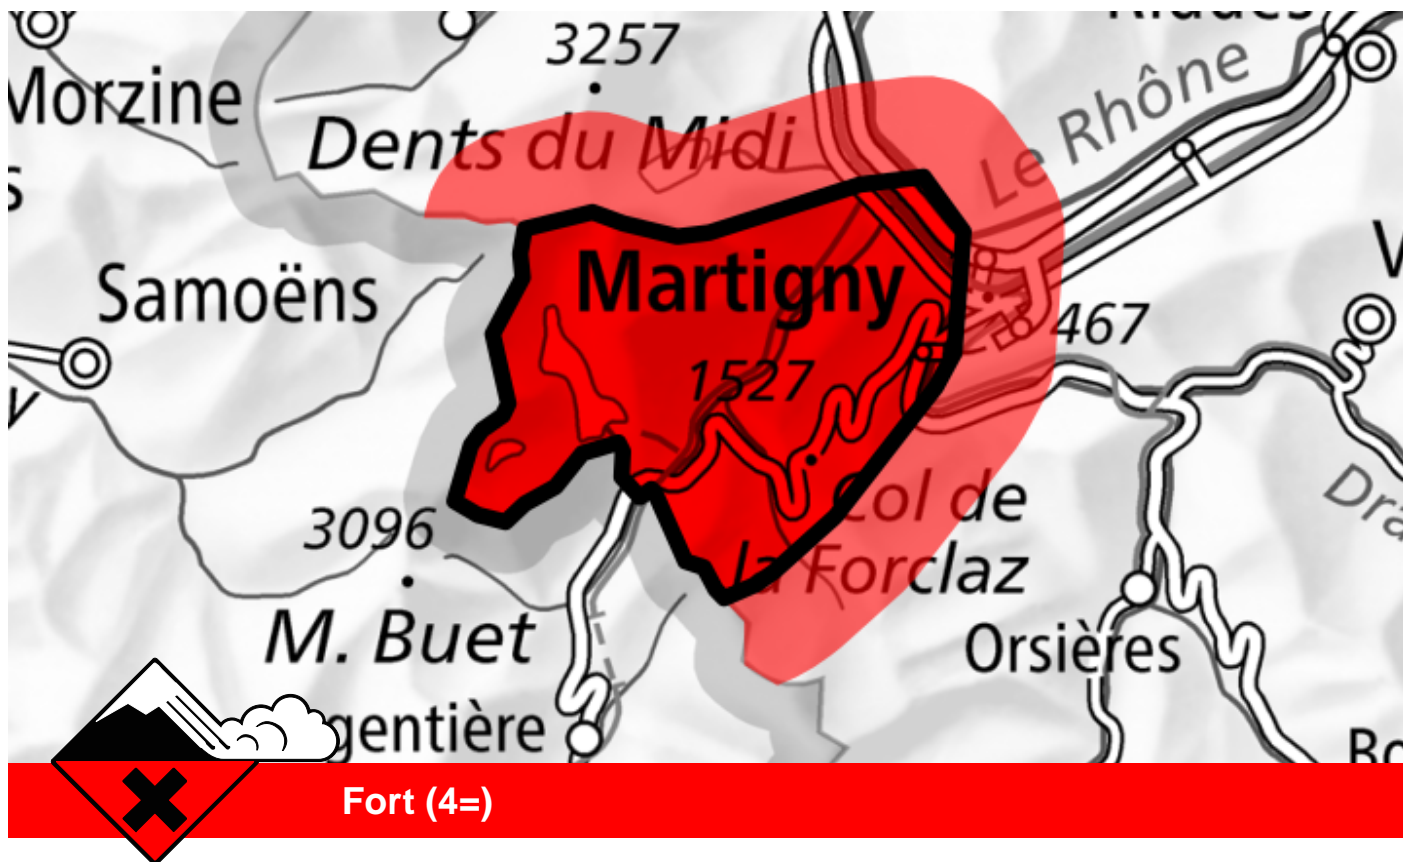 3257
Morzine
Dents du Midi
Le Rhône
Samoëns
Martigny
467
1527
Col de
la Forclaz
3096
M. Buet
Orsières
gentière
Fort (4=)